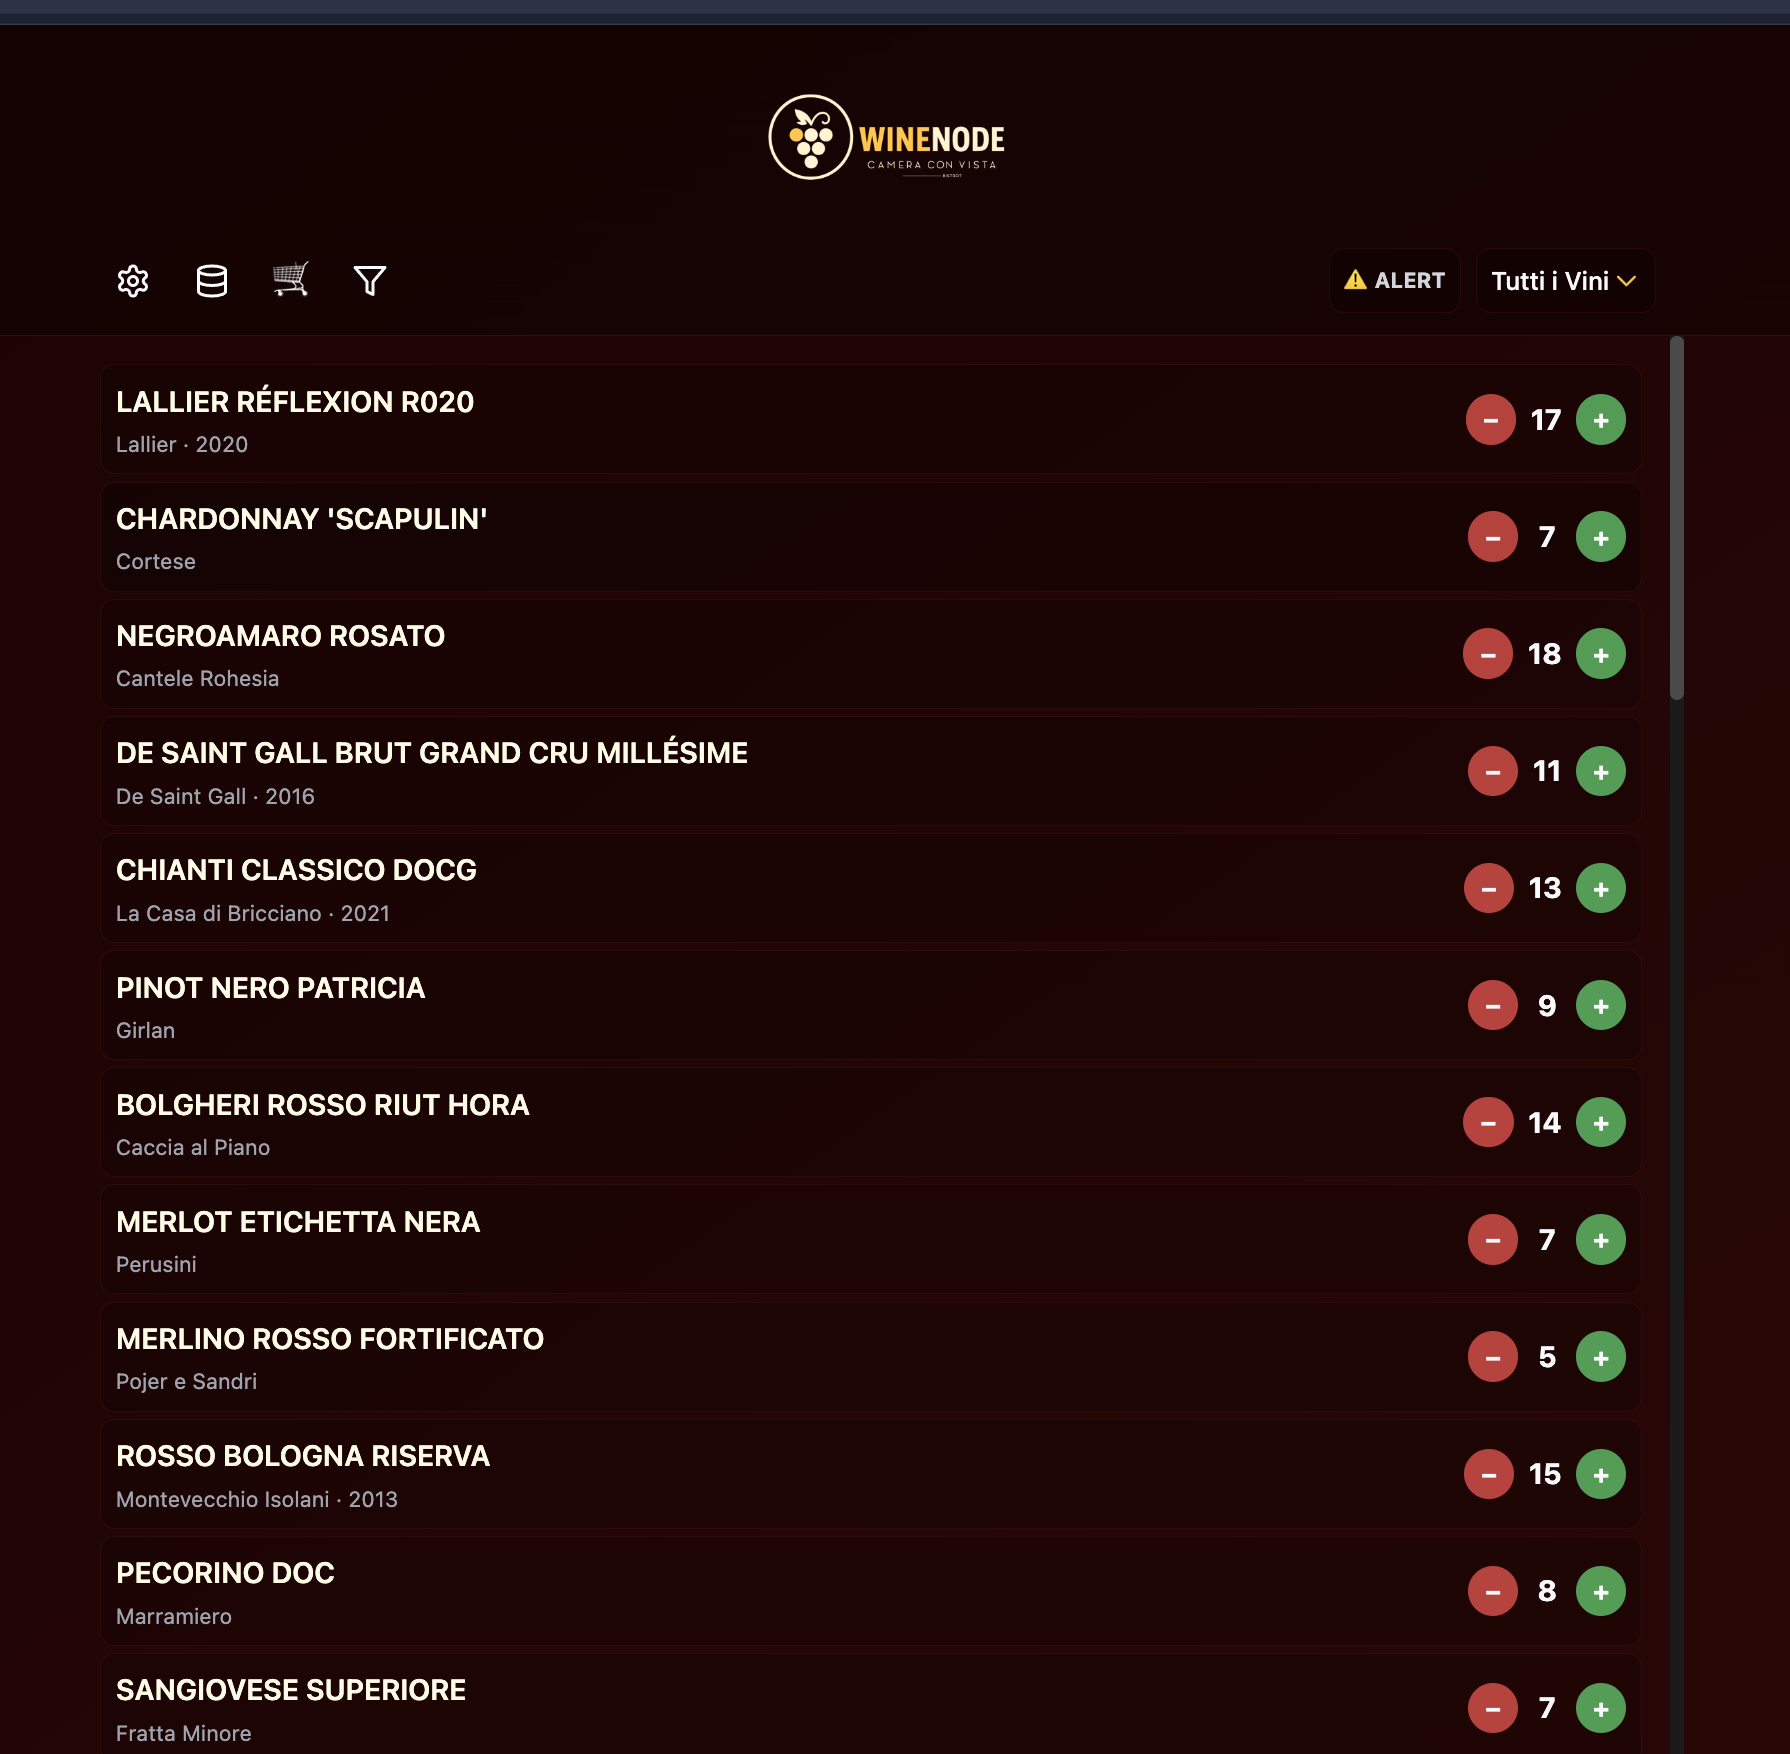 WINENODE
CAMERA CON VISTA
BISTROT
ALERT
Tutti i Vini
LALLIER RÉFLEXION R020
Lallier · 2020
− 17 +
CHARDONNAY 'SCAPULIN'
Cortese
− 7 +
NEGROAMARO ROSATO
Cantele Rohesia
− 18 +
DE SAINT GALL BRUT GRAND CRU MILLÉSIME
De Saint Gall · 2016
− 11 +
CHIANTI CLASSICO DOCG
La Casa di Bricciano · 2021
− 13 +
PINOT NERO PATRICIA
Girlan
− 9 +
BOLGHERI ROSSO RIUT HORA
Caccia al Piano
− 14 +
MERLOT ETICHETTA NERA
Perusini
− 7 +
MERLINO ROSSO FORTIFICATO
Pojer e Sandri
− 5 +
ROSSO BOLOGNA RISERVA
Montevecchio Isolani · 2013
− 15 +
PECORINO DOC
Marramiero
− 8 +
SANGIOVESE SUPERIORE
Fratta Minore
− 7 +